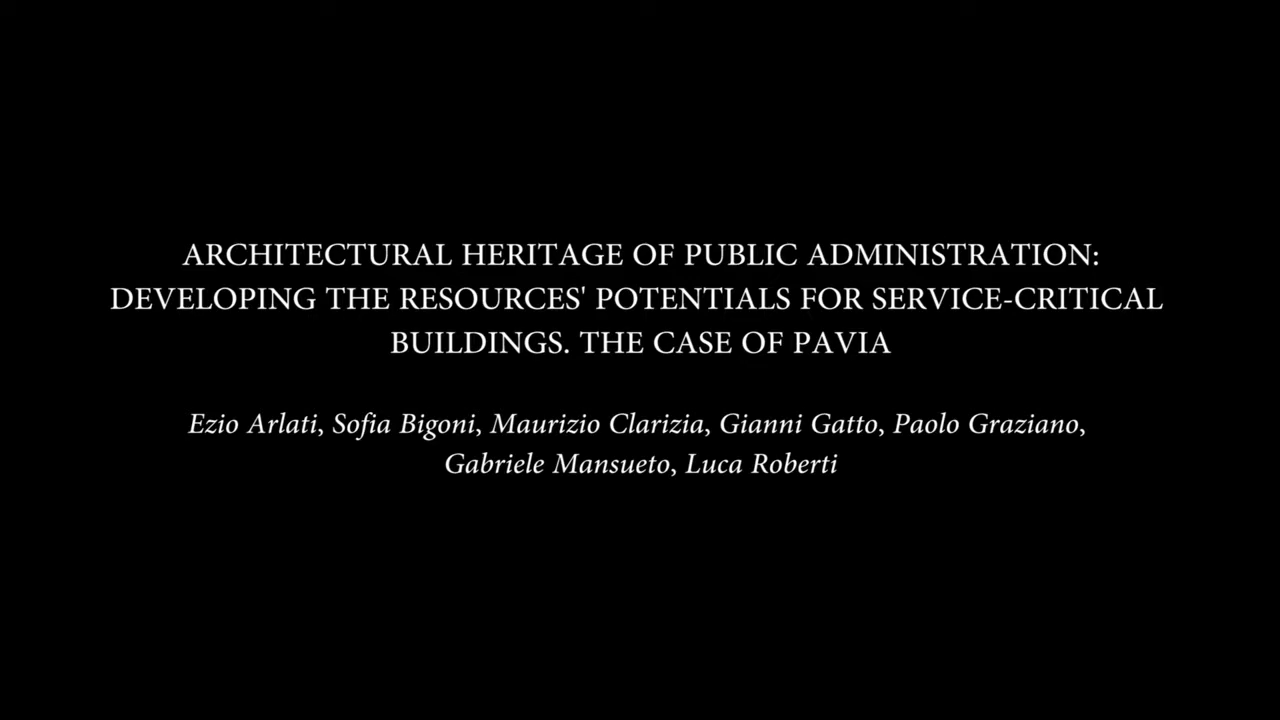 ARCHITECTURAL HERITAGE OF PUBLIC ADMINISTRATION:
DEVELOPING THE RESOURCES' POTENTIALS FOR SERVICE-CRITICAL
BUILDINGS. THE CASE OF PAVIA
Ezio Arlati, Sofia Bigoni, Maurizio Clarizia, Gianni Gatto, Paolo Graziano,
Gabriele Mansueto, Luca Roberti